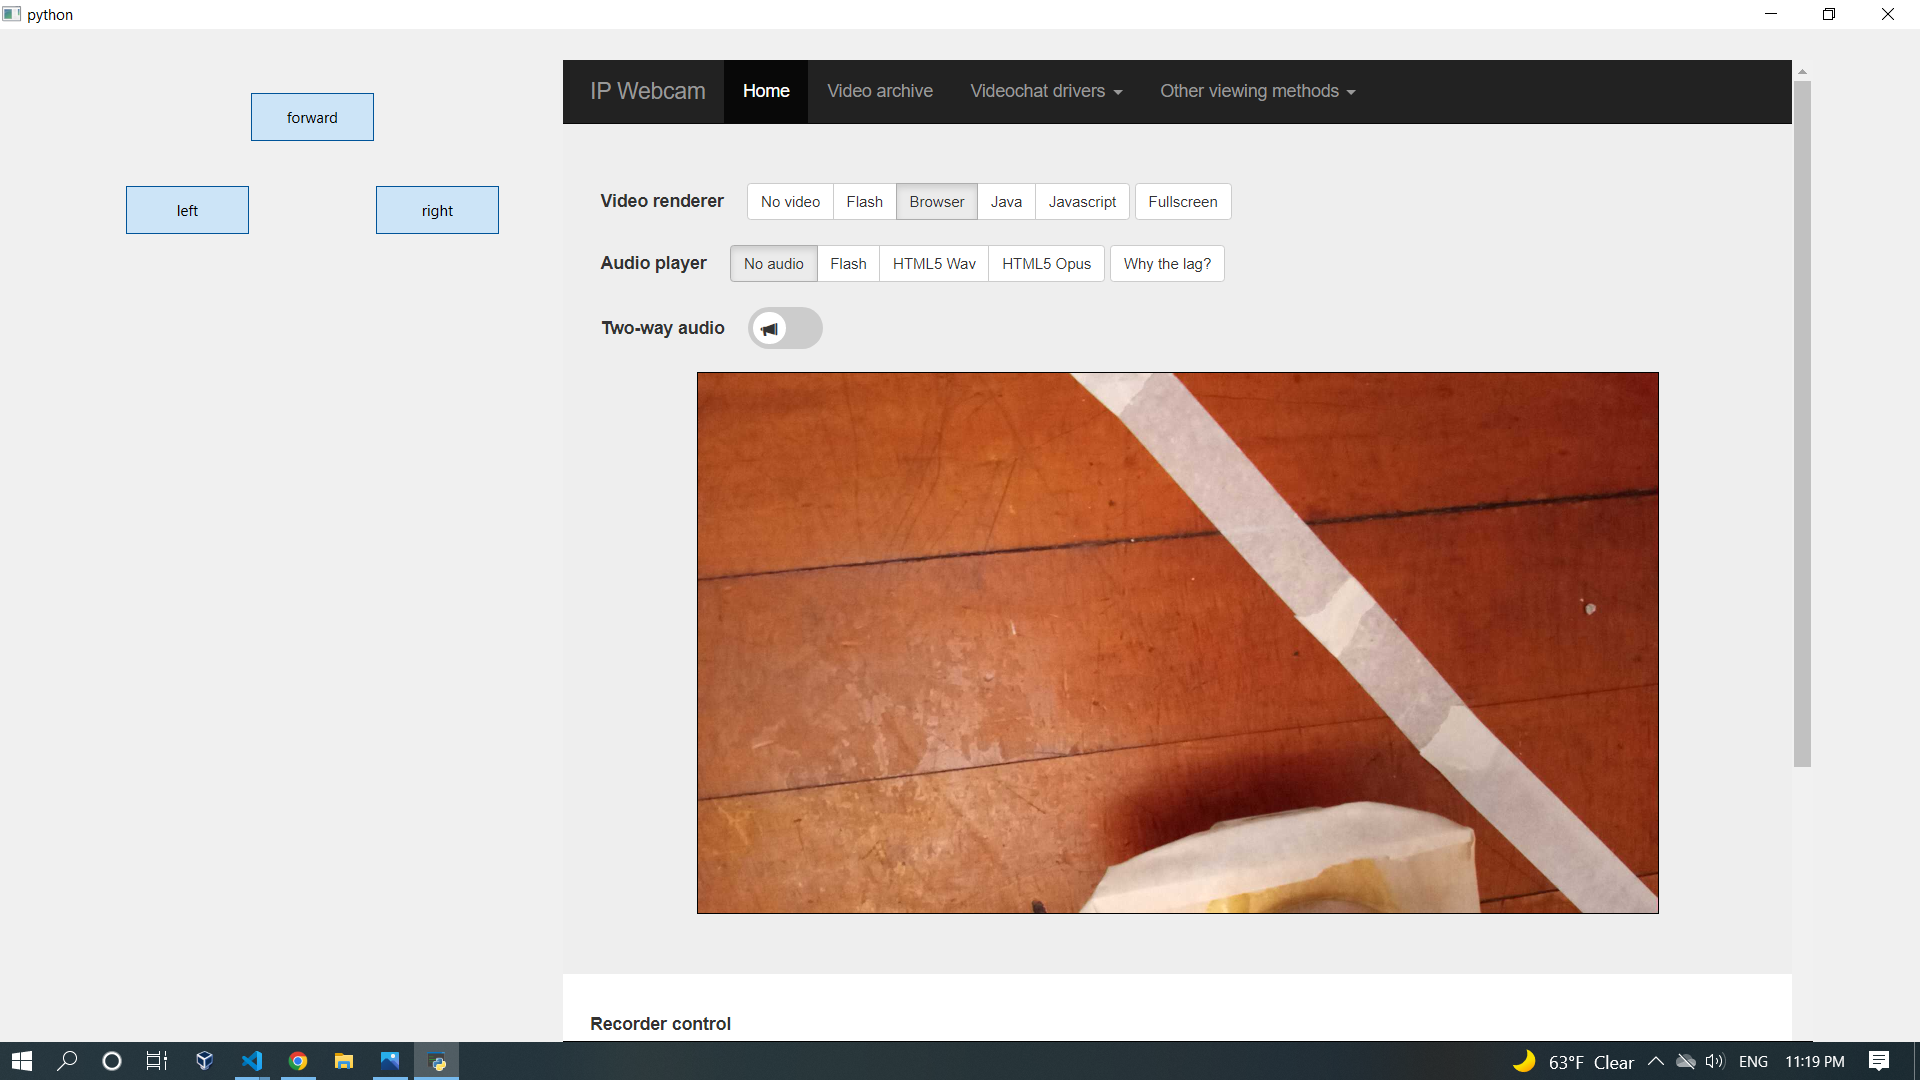 python
forward
left
right
IP Webcam Home Video archive Videochat drivers Other viewing methods
Video renderer No video Flash Browser Java Javascript Fullscreen
Audio player No audio Flash HTML5 Wav HTML5 Opus Why the lag?
Two-way audio
Recorder control
63°F Clear ENG 11:19 PM